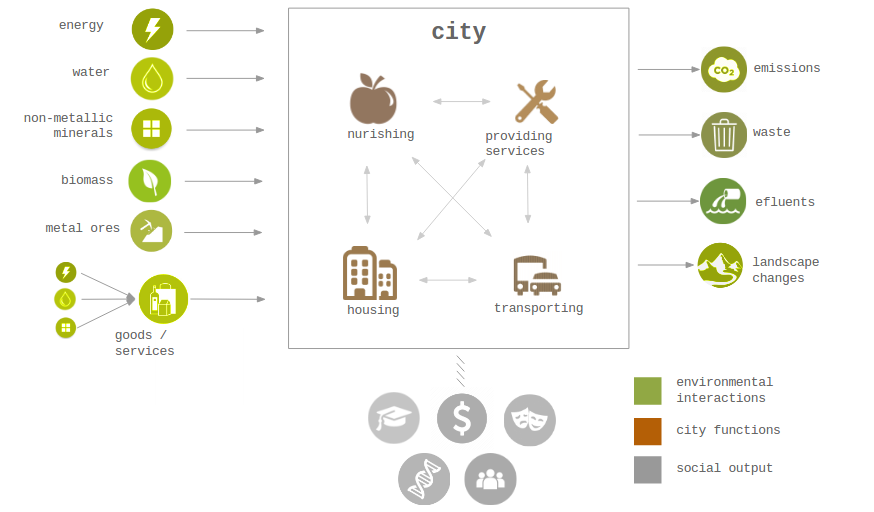 energy
water
non-metallic
minerals
biomass
metal ores
goods /
services
city
nurishing
providing
services
housing
transporting
CO2
emissions
waste
efluents
landscape
changes
$
environmental
interactions
city functions
social output